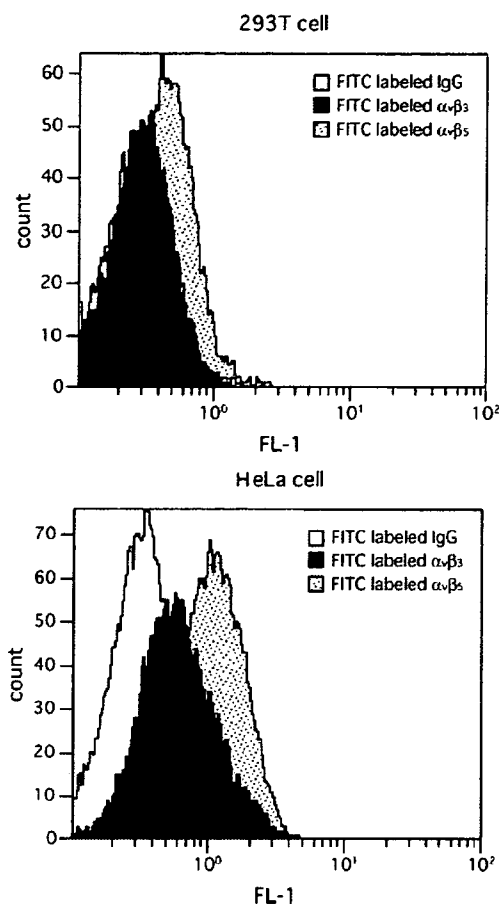 293T cell
FITC labeled IgG
FITC labeled αᵥβ₃
FITC labeled αᵥβ₅
60
50
40
30
20
10
0
count
10⁰
10¹
10²
FL-1
HeLa cell
FITC labeled IgG
FITC labeled αᵥβ₃
FITC labeled αᵥβ₅
70
60
50
40
30
20
10
0
count
10⁰
10¹
10²
FL-1